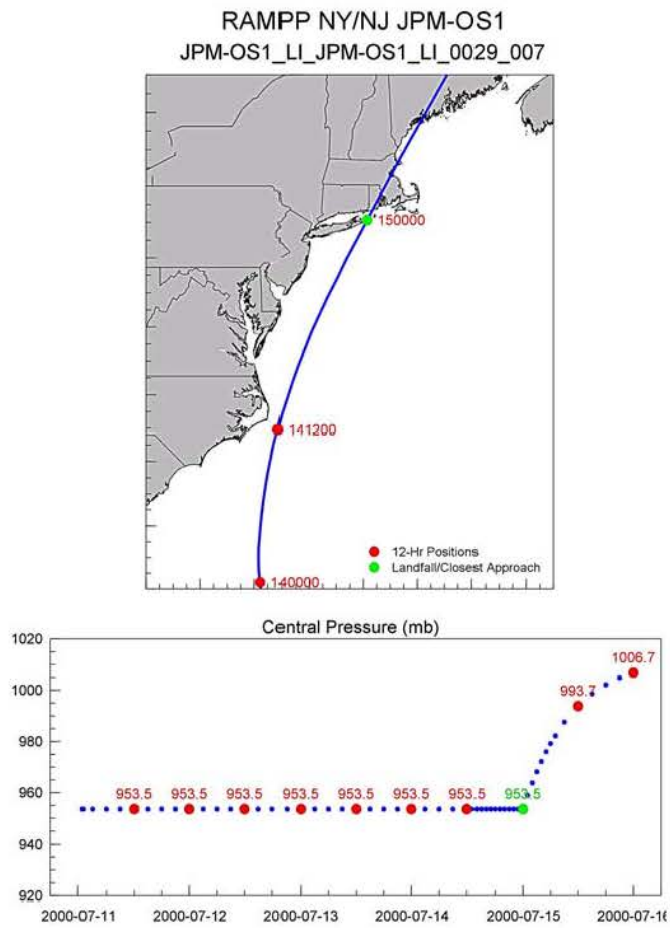 RAMPP NY/NJ JPM-OS1
JPM-OS1_LI_JPM-OS1_LI_0029_007
150000
141200
12-Hr Positions
Landfall/Closest Approach
140000
Central Pressure (mb)
1020
1006.7
1000
993.7
980
960
953.5 953.5 953.5 953.5 953.5 953.5 953.5 953.5
940
920
2000-07-11 2000-07-12 2000-07-13 2000-07-14 2000-07-15 2000-07-16